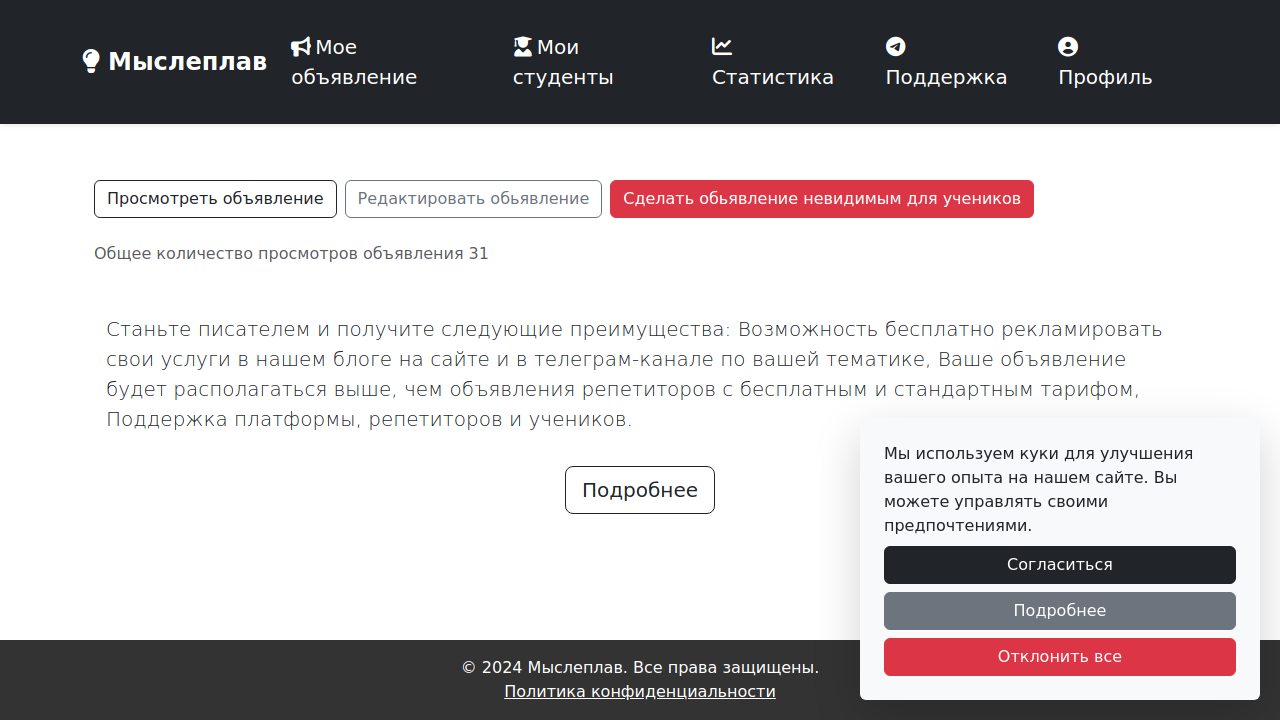 Мыслеплав
Мое
объявление
Мои
студенты
Статистика
Поддержка
Профиль
Просмотреть объявление
Редактировать обьявление
Сделать обьявление невидимым для учеников
Общее количество просмотров объявления 31
Станьте писателем и получите следующие преимущества: Возможность бесплатно рекламировать
свои услуги в нашем блоге на сайте и в телеграм-канале по вашей тематике, Ваше объявление
будет располагаться выше, чем объявления репетиторов с бесплатным и стандартным тарифом,
Поддержка платформы, репетиторов и учеников.
Подробнее
Мы используем куки для улучшения
вашего опыта на нашем сайте. Вы
можете управлять своими
предпочтениями.
Согласиться
Подробнее
Отклонить все
© 2024 Мыслеплав. Все права защищены.
Политика конфиденциальности